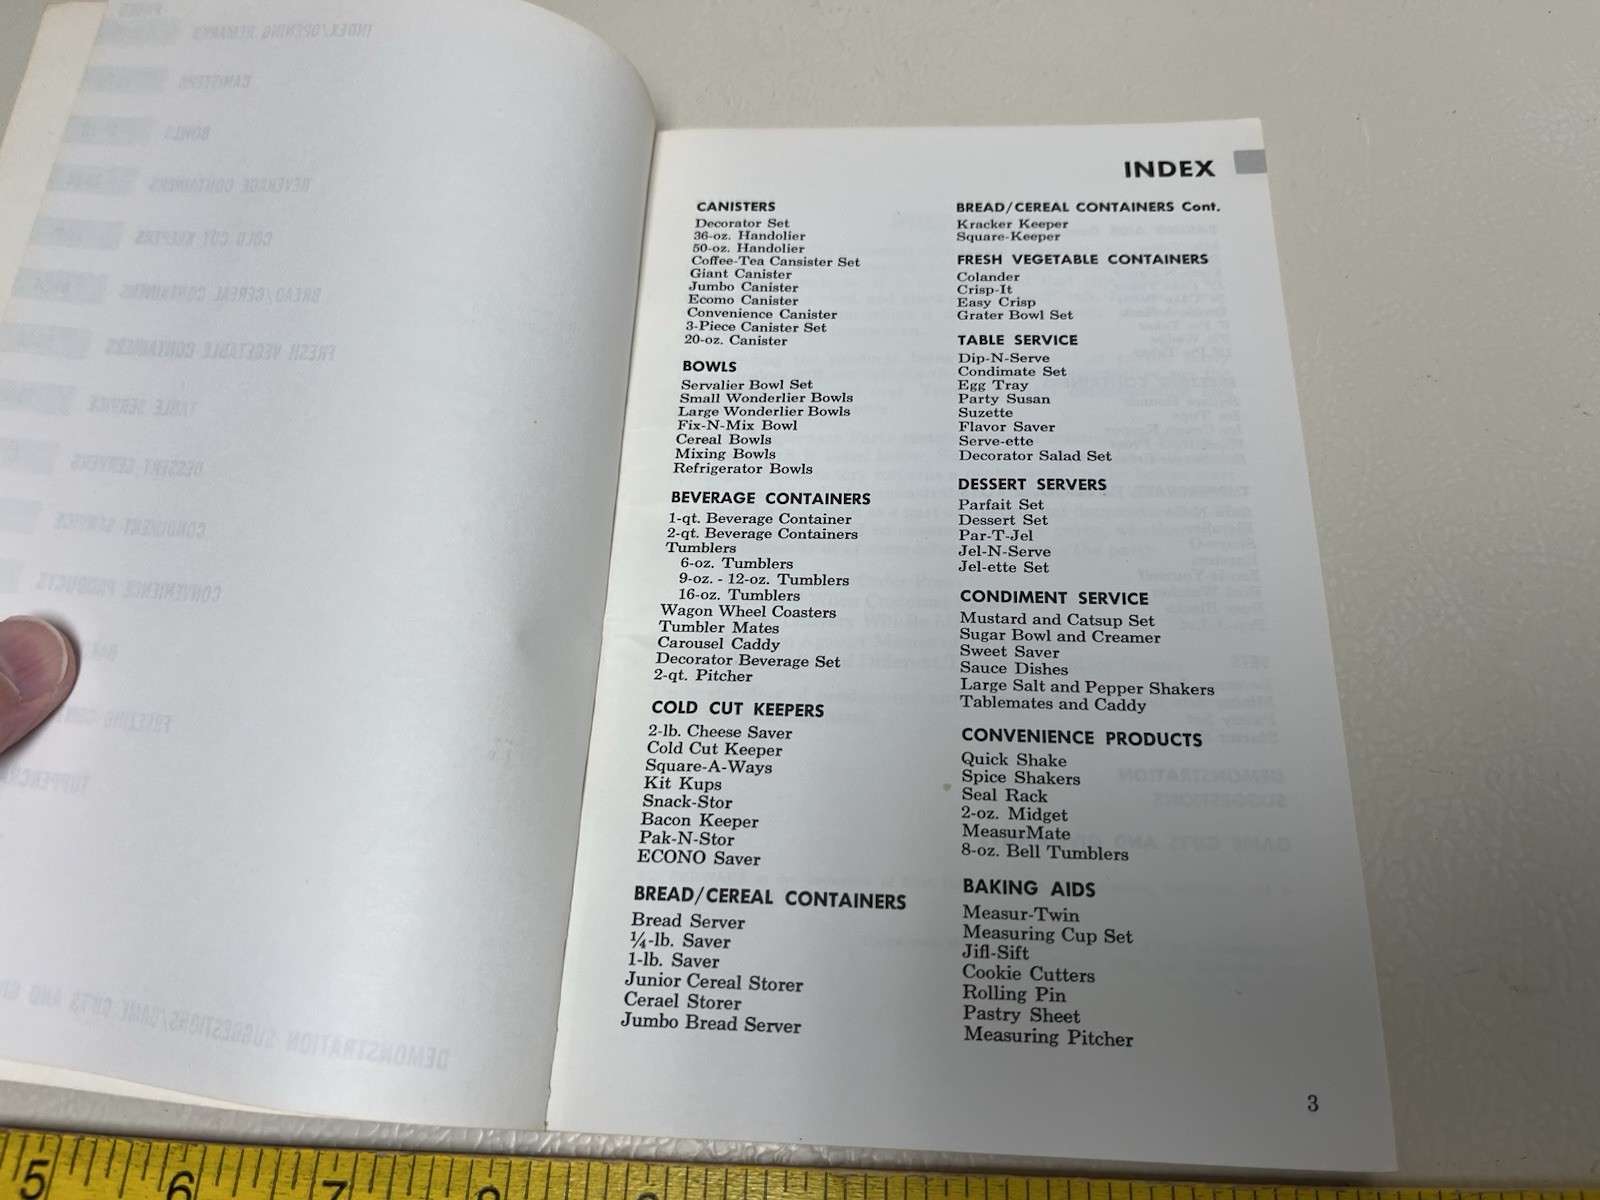 INDEX
CANISTERS
Decorator Set
36-oz. Handolier
50-oz. Handolier
Coffee-Tea Cansister Set
Giant Canister
Jumbo Canister
Ecomo Canister
Convenience Canister
3-Piece Canister Set
20-oz. Canister
BOWLS
Servalier Bowl Set
Small Wonderlier Bowls
Large Wonderlier Bowls
Fix-N-Mix Bowl
Cereal Bowls
Mixing Bowls
Refrigerator Bowls
BEVERAGE CONTAINERS
1-qt. Beverage Container
2-qt. Beverage Containers
Tumblers
6-oz. Tumblers
9-oz. - 12-oz. Tumblers
16-oz. Tumblers
Wagon Wheel Coasters
Tumbler Mates
Carousel Caddy
Decorator Beverage Set
2-qt. Pitcher
COLD CUT KEEPERS
2-lb. Cheese Saver
Cold Cut Keeper
Square-A-Ways
Kit Kups
Snack-Stor
Bacon Keeper
Pak-N-Stor
ECONO Saver
BREAD/CEREAL CONTAINERS
Bread Server
¼-lb. Saver
1-lb. Saver
Junior Cereal Storer
Cerael Storer
Jumbo Bread Server
BREAD/CEREAL CONTAINERS Cont.
Kracker Keeper
Square-Keeper
FRESH VEGETABLE CONTAINERS
Colander
Crisp-It
Easy Crisp
Grater Bowl Set
TABLE SERVICE
Dip-N-Serve
Condimate Set
Egg Tray
Party Susan
Suzette
Flavor Saver
Serve-ette
Decorator Salad Set
DESSERT SERVERS
Parfait Set
Dessert Set
Par-T-Jel
Jel-N-Serve
Jel-ette Set
CONDIMENT SERVICE
Mustard and Catsup Set
Sugar Bowl and Creamer
Sweet Saver
Sauce Dishes
Large Salt and Pepper Shakers
Tablemates and Caddy
CONVENIENCE PRODUCTS
Quick Shake
Spice Shakers
Seal Rack
2-oz. Midget
MeasurMate
8-oz. Bell Tumblers
BAKING AIDS
Measur-Twin
Measuring Cup Set
Jifl-Sift
Cookie Cutters
Rolling Pin
Pastry Sheet
Measuring Pitcher
3
5 6 7